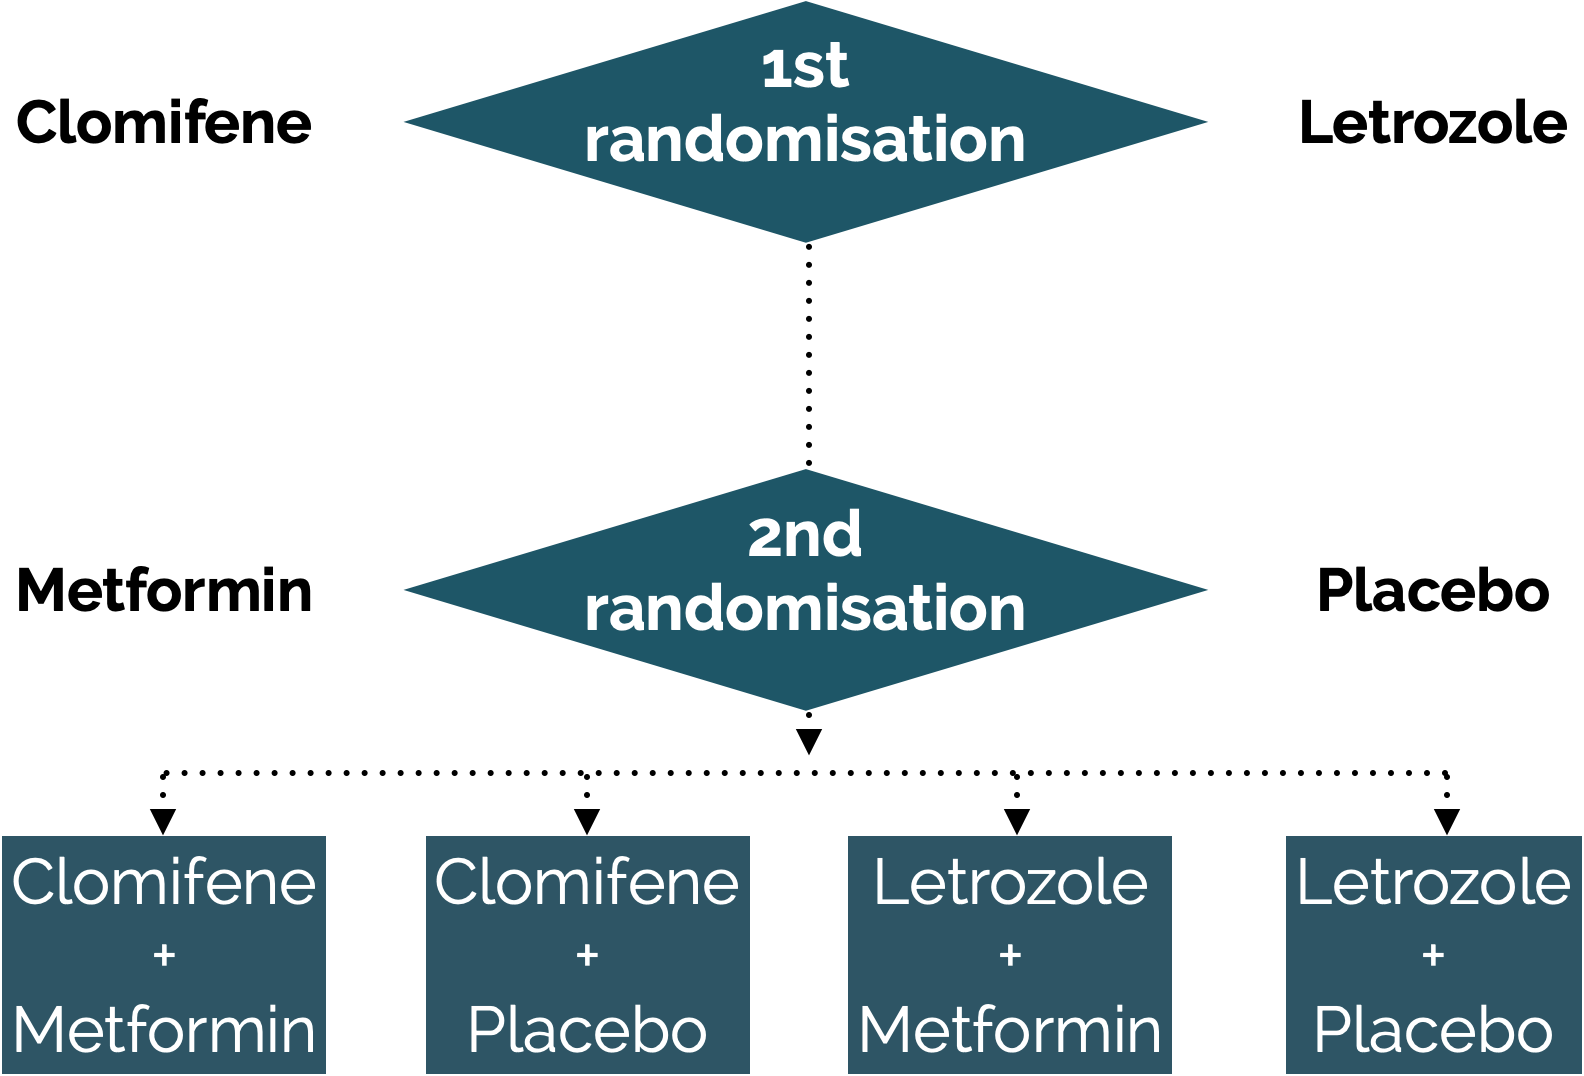 1st
randomisation
Clomifene
Letrozole
2nd
randomisation
Metformin
Placebo
Clomifene
+
Metformin
Clomifene
+
Placebo
Letrozole
+
Metformin
Letrozole
+
Placebo